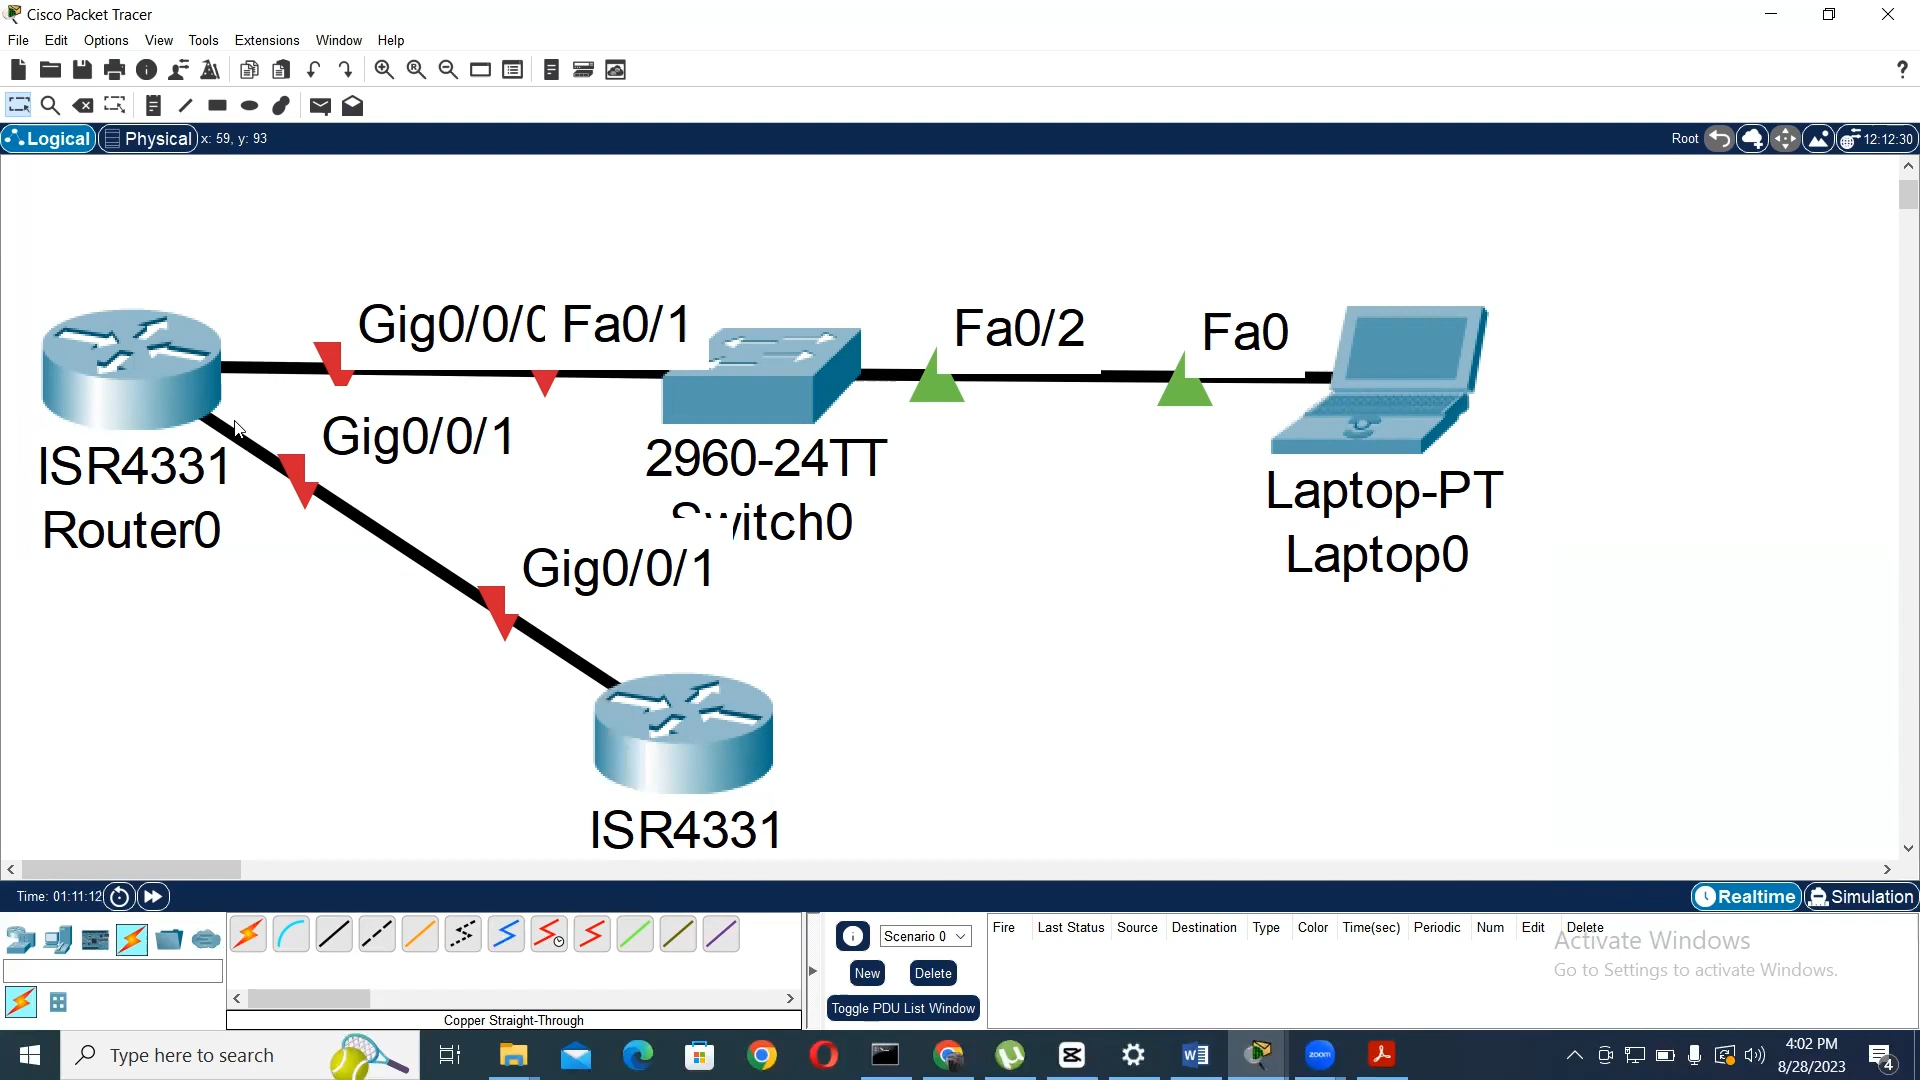 Cisco Packet Tracer
File Edit Options View Tools Extensions Window Help
Logical Physical x: 59, y: 93 Root 12:12:30
Gig0/0/0 Fa0/1 Fa0/2 Fa0
Gig0/0/1
ISR4331
Router0
2960-24TT
Switch0
Laptop-PT
Laptop0
Gig0/0/1
ISR4331
Time: 01:11:12 Realtime Simulation
Scenario 0
New Delete
Toggle PDU List Window
Fire Last Status Source Destination Type Color Time(sec) Periodic Num Edit Delete
Activate Windows
Go to Settings to activate Windows.
Copper Straight-Through
Type here to search
zoom
4:02 PM
8/28/2023
4